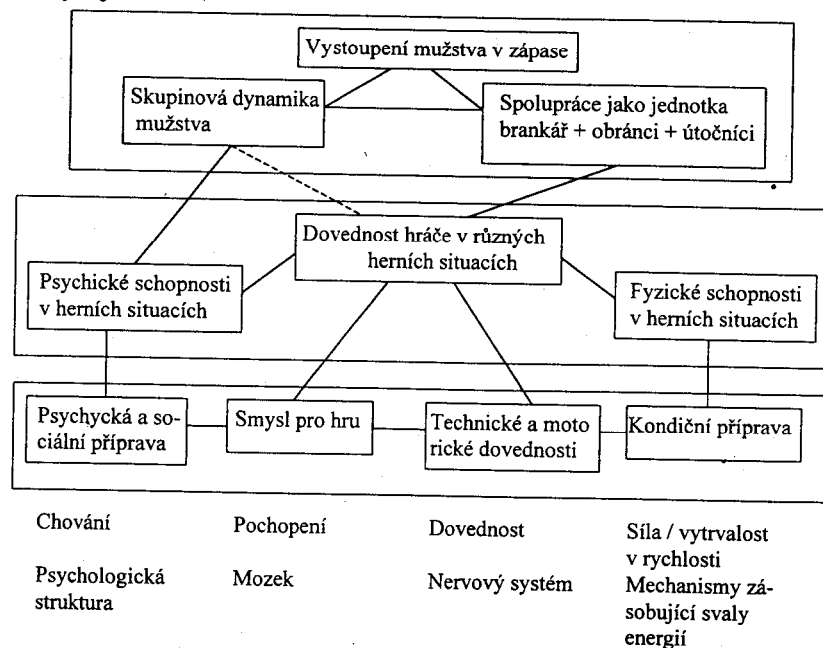 Vystoupení mužstva v zápase
Skupinová dynamika
mužstva
Spolupráce jako jednotka
brankář + obránci + útočníci
Dovednost hráče v různých
herních situacích
Psychické schopnosti
v herních situacích
Fyzické schopnosti
v herních situacích
Psychycká a so-
ciální příprava
Smysl pro hru
Technické a moto
rické dovednosti
Kondiční příprava
Chování
Pochopení
Dovednost
Síla / vytrvalost
v rychlosti
Psychologická
struktura
Mozek
Nervový systém
Mechanismy zá-
sobující svaly
energií